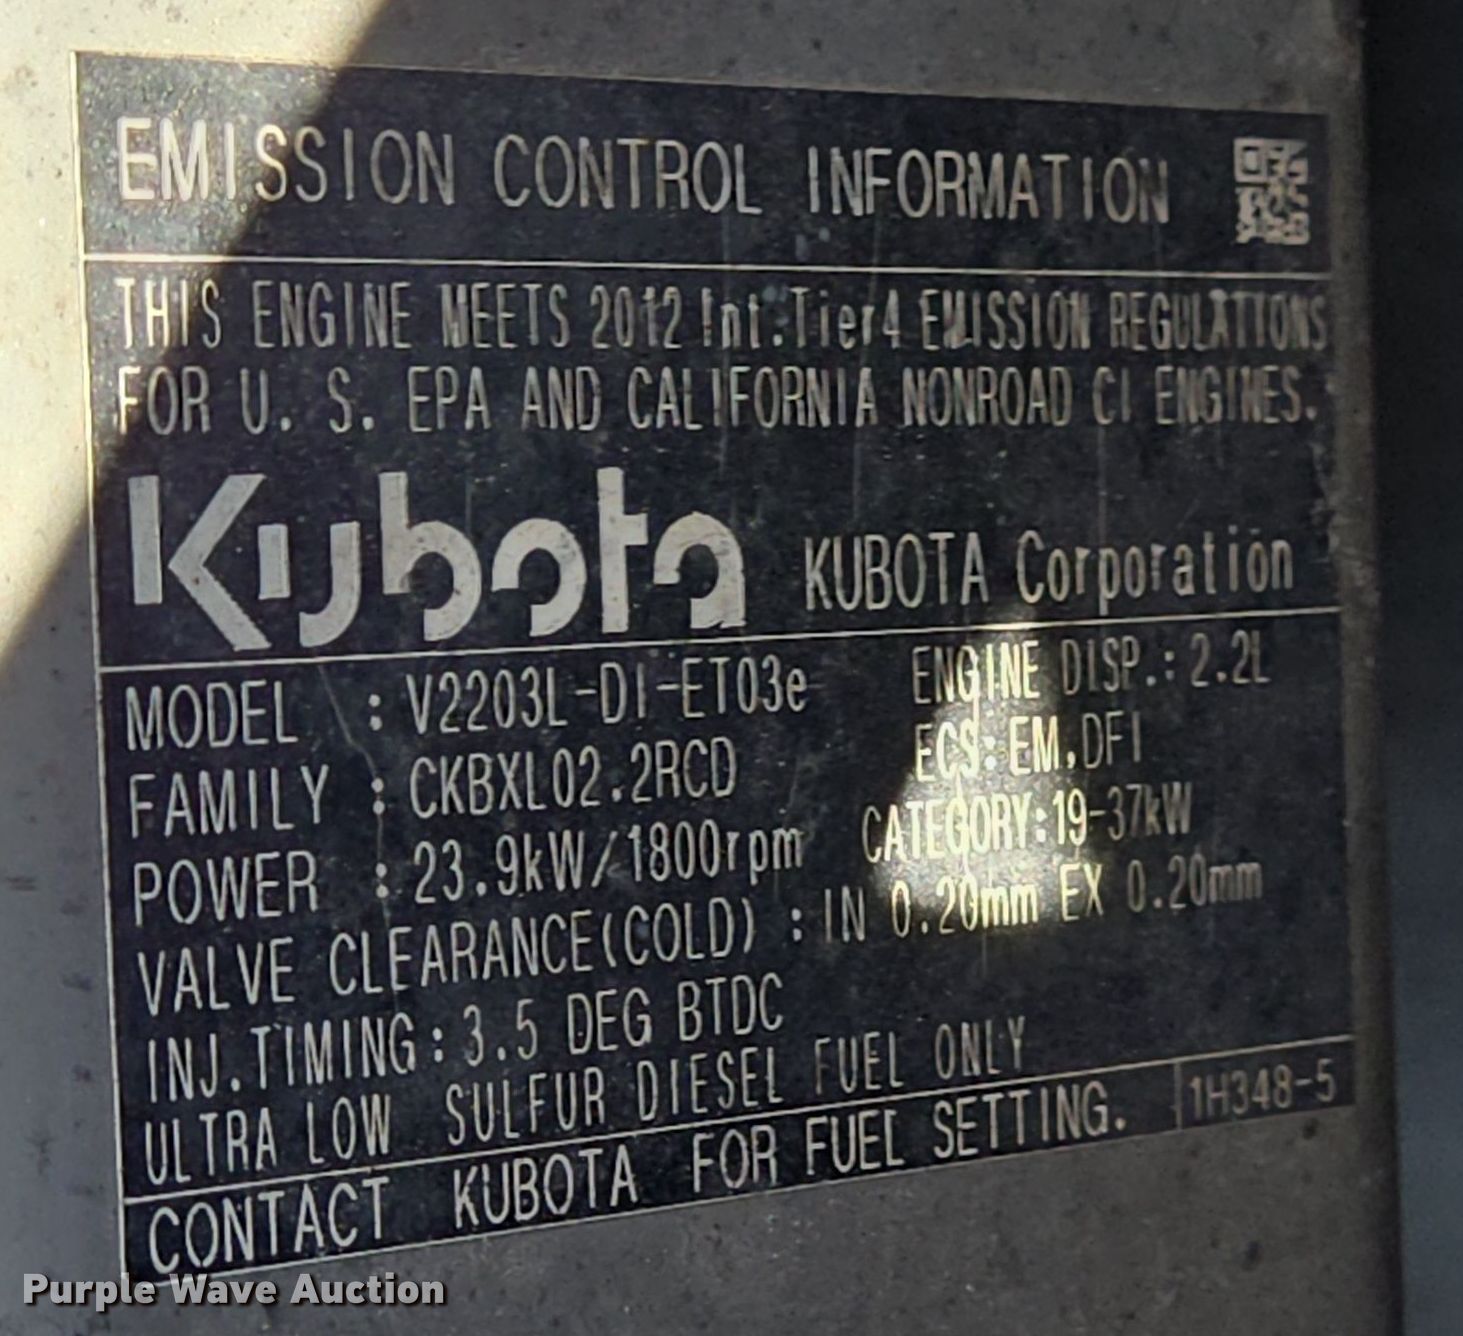 EMISSION CONTROL INFORMATION
THIS ENGINE MEETS 2012 Int.Tier4 EMISSION REGULATIONS
FOR U. S. EPA AND CALIFORNIA NONROAD CI ENGINES.
Kubota KUBOTA Corporation
MODEL : V2203L-DI-ET03e ENGINE DISP.: 2.2L
FAMILY : CKBXL02.2RCD ECS: EM,DFI
POWER : 23.9kW/1800rpm CATEGORY:19-37kW
VALVE CLEARANCE(COLD) : IN 0.20mm EX 0.20mm
INJ.TIMING: 3.5 DEG BTDC
ULTRA LOW SULFUR DIESEL FUEL ONLY
CONTACT KUBOTA FOR FUEL SETTING. 1H348-5
Purple Wave Auction